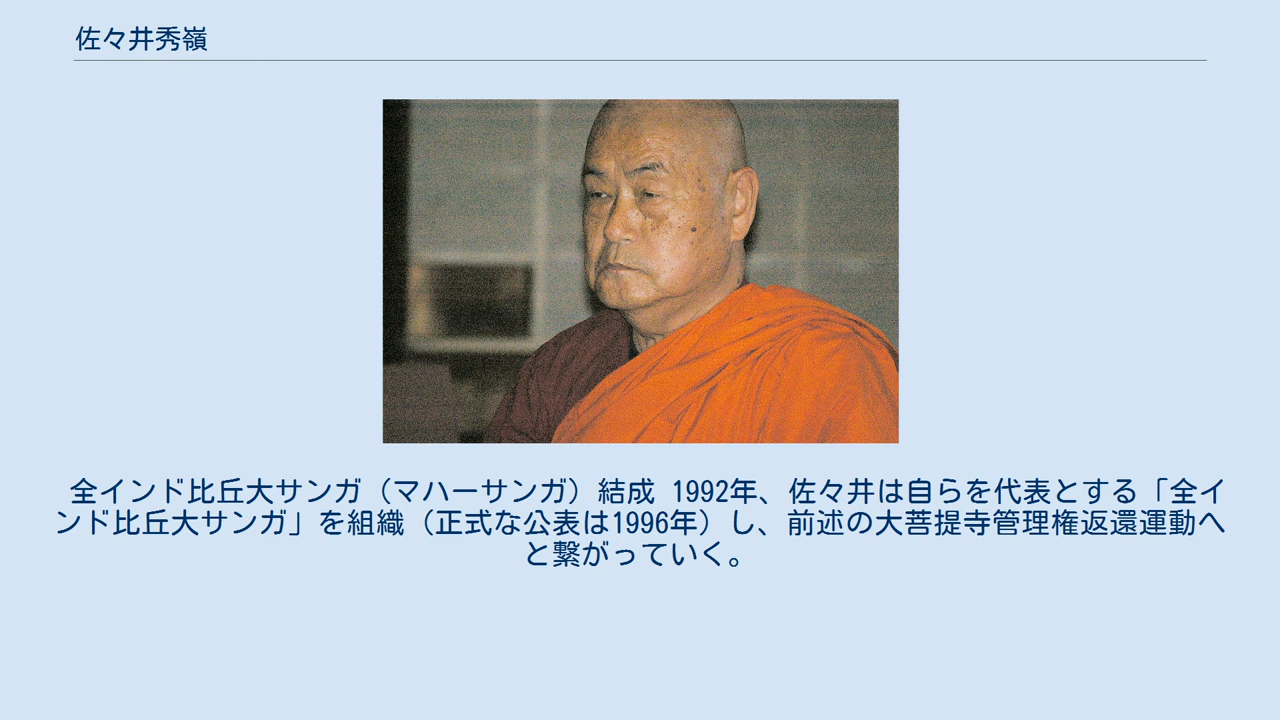 佐々井秀嶺
全インド比丘大サンガ（マハーサンガ）結成 1992年、佐々井は自らを代表とする「全イ
ンド比丘大サンガ」を組織（正式な公表は1996年）し、前述の大菩提寺管理権返還運動へ
と繋がっていく。